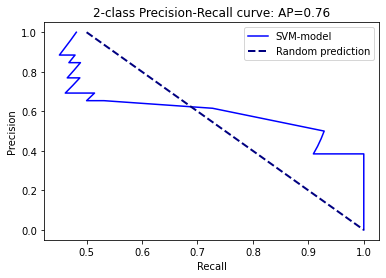 2-class Precision-Recall curve: AP=0.76
SVM-model
Random prediction
Precision
1.0
0.8
0.6
0.4
0.2
0.0
0.5
0.6
0.7
0.8
0.9
1.0
Recall